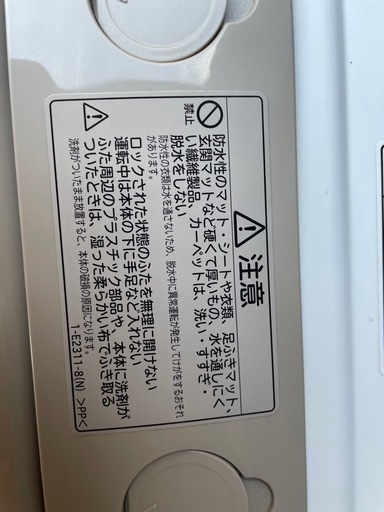 ⚠注意
禁止
防水性のマット・シートや衣類、足ふきマット、
玄関マットなど硬くて厚いもの、水を通しにく
い繊維製品、カーペットは、洗い・すすぎ・
脱水をしない
防水性の衣類は水を通さないため、脱水中に異常運転が発生してけがをするおそれ
があります。
ロックされた状態のふたを無理に開けない
運転中は本体の下に手足など入れない
ふた周辺のプラスチック部品や、本体に洗剤が
ついたときは、湿った柔らかい布でふき取る
洗剤がついたまま放置すると、本体の破損の原因になります。
1-E2311-8(N) >PP<